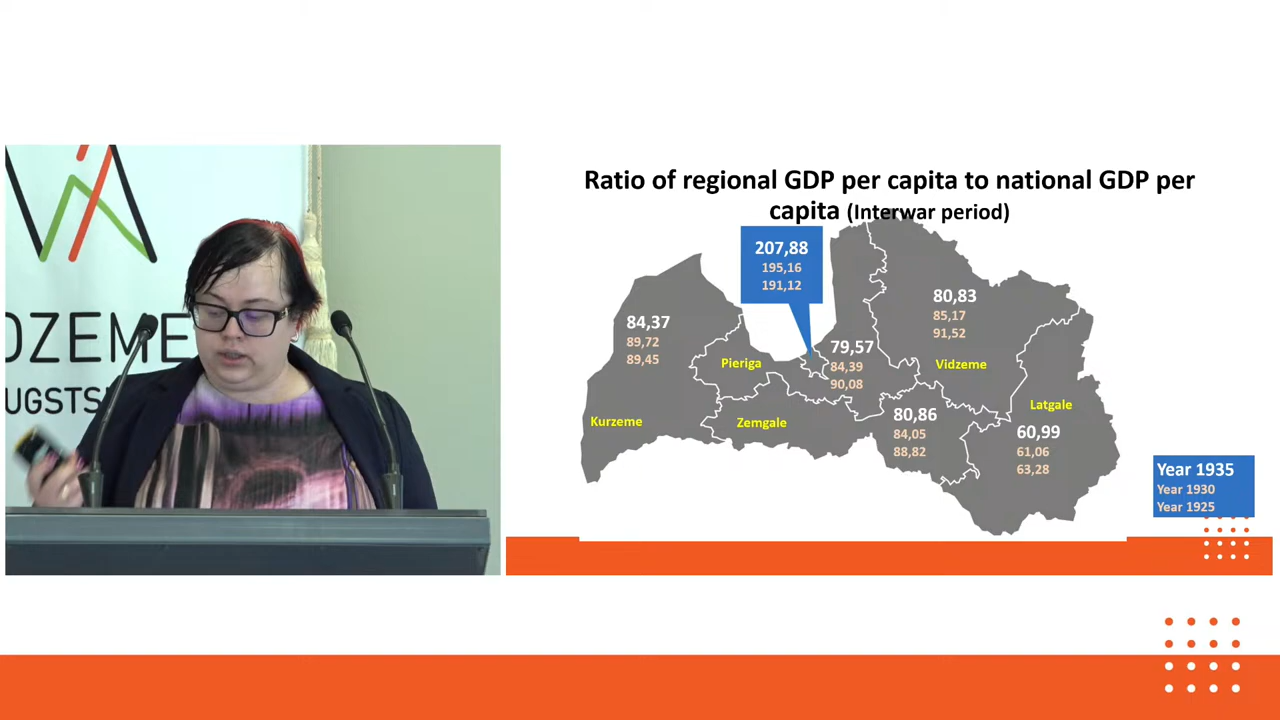 DZEME
UGSTS
Ratio of regional GDP per capita to national GDP per
capita (Interwar period)
207,88
195,16
191,12
84,37
89,72
89,45
Pieriga
79,57
84,39
90,08
80,83
85,17
91,52
Vidzeme
Kurzeme
Zemgale
80,86
84,05
88,82
Latgale
60,99
61,06
63,28
Year 1935
Year 1930
Year 1925